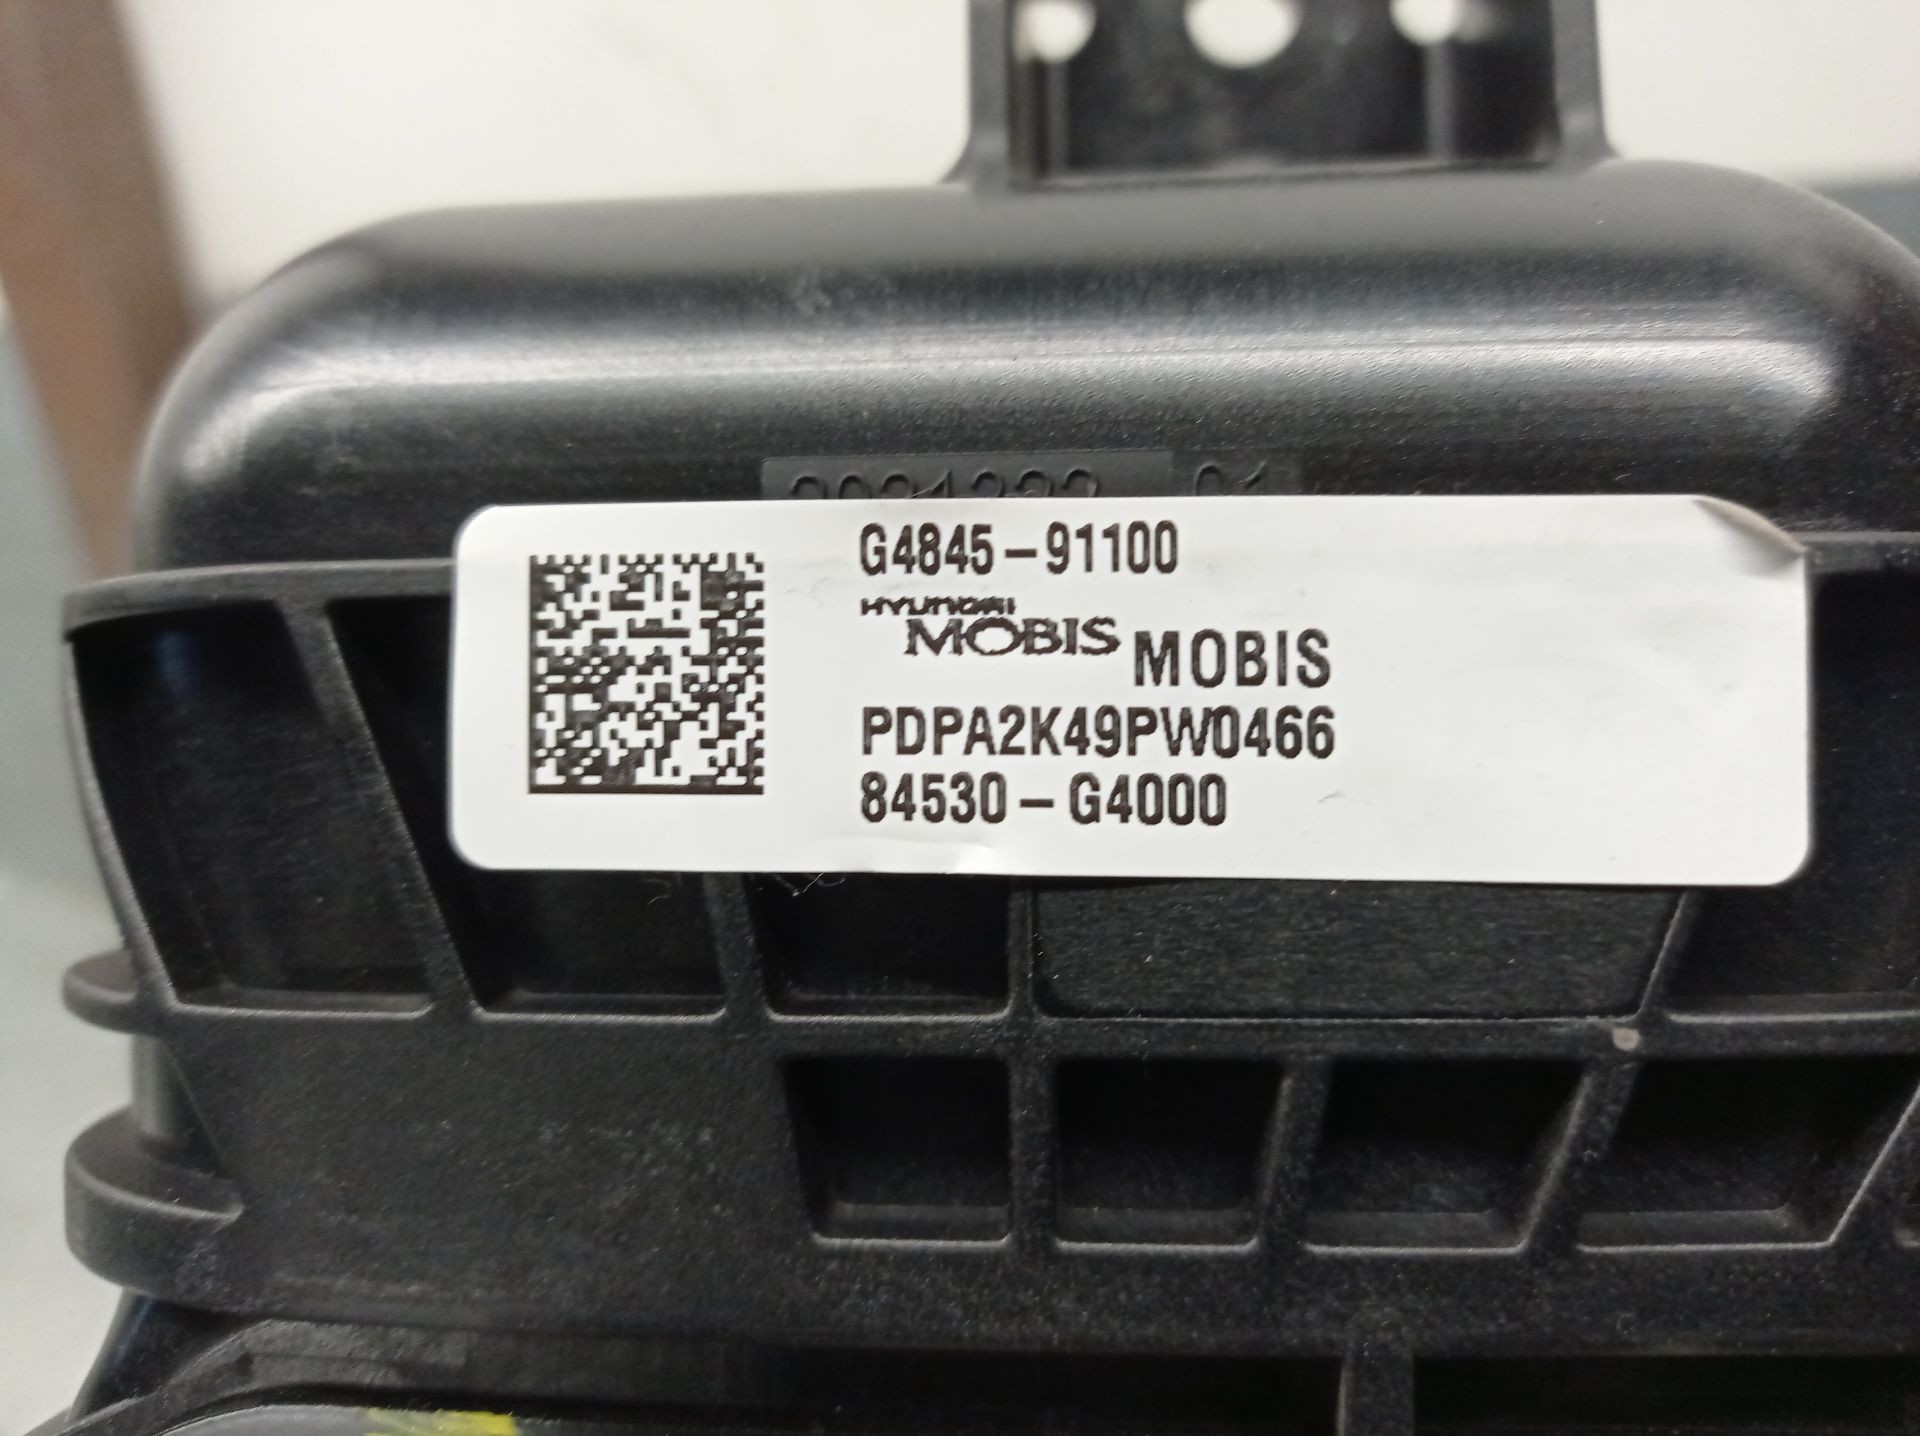 G4845-91100
HYUNDAI
MOBIS MOBIS
PDPA2K49PW0466
84530-G4000